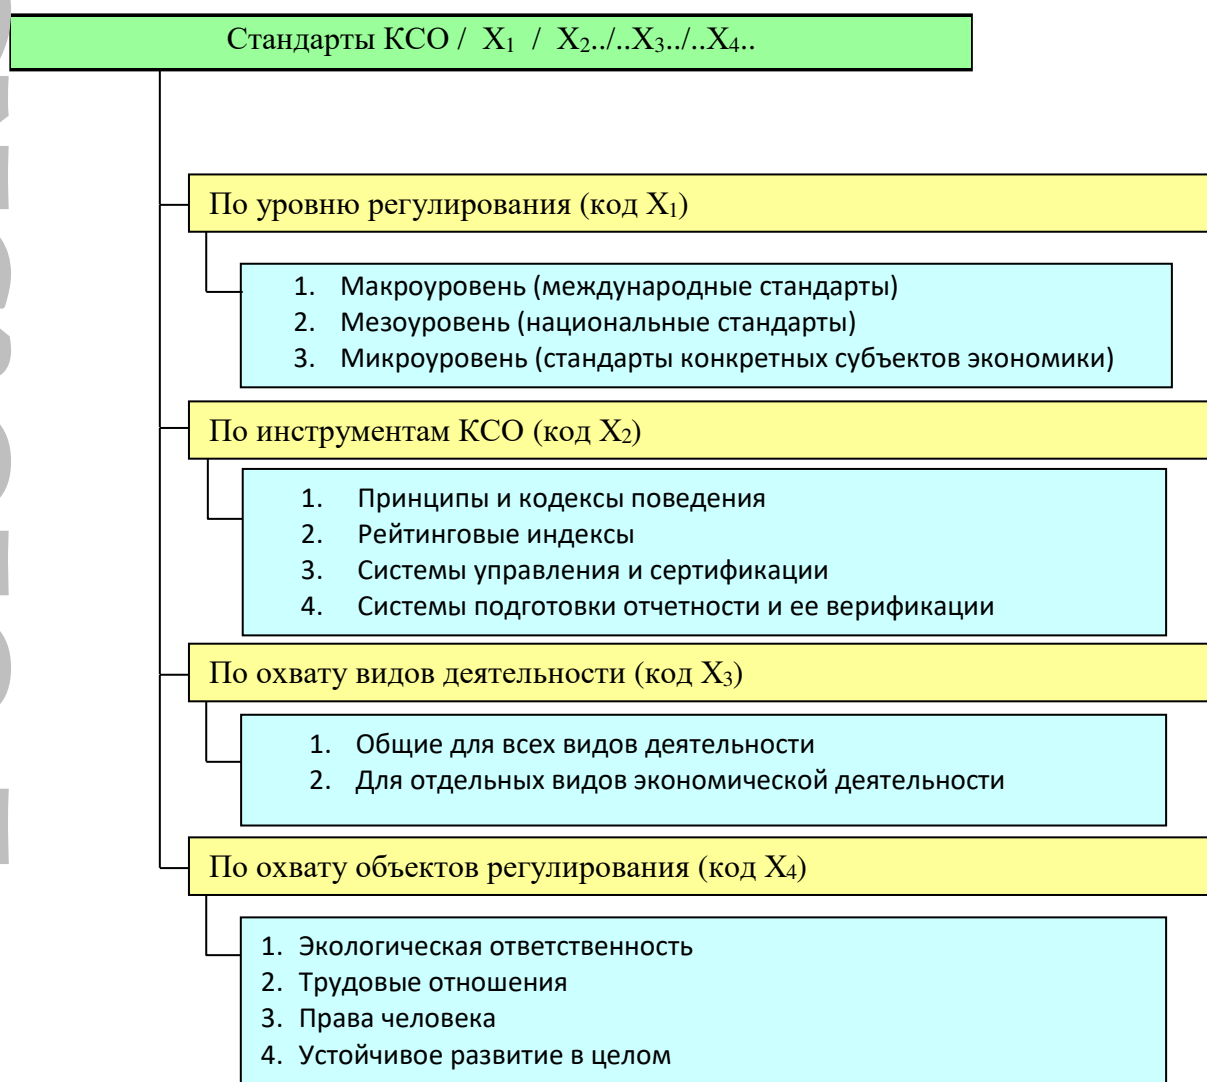 Стандарты КСО / X1 / X2../..X3../..X4..
По уровню регулирования (код X1)
1. Макроуровень (международные стандарты)
2. Мезоуровень (национальные стандарты)
3. Микроуровень (стандарты конкретных субъектов экономики)
По инструментам КСО (код X2)
1. Принципы и кодексы поведения
2. Рейтинговые индексы
3. Системы управления и сертификации
4. Системы подготовки отчетности и ее верификации
По охвату видов деятельности (код X3)
1. Общие для всех видов деятельности
2. Для отдельных видов экономической деятельности
По охвату объектов регулирования (код X4)
1. Экологическая ответственность
2. Трудовые отношения
3. Права человека
4. Устойчивое развитие в целом